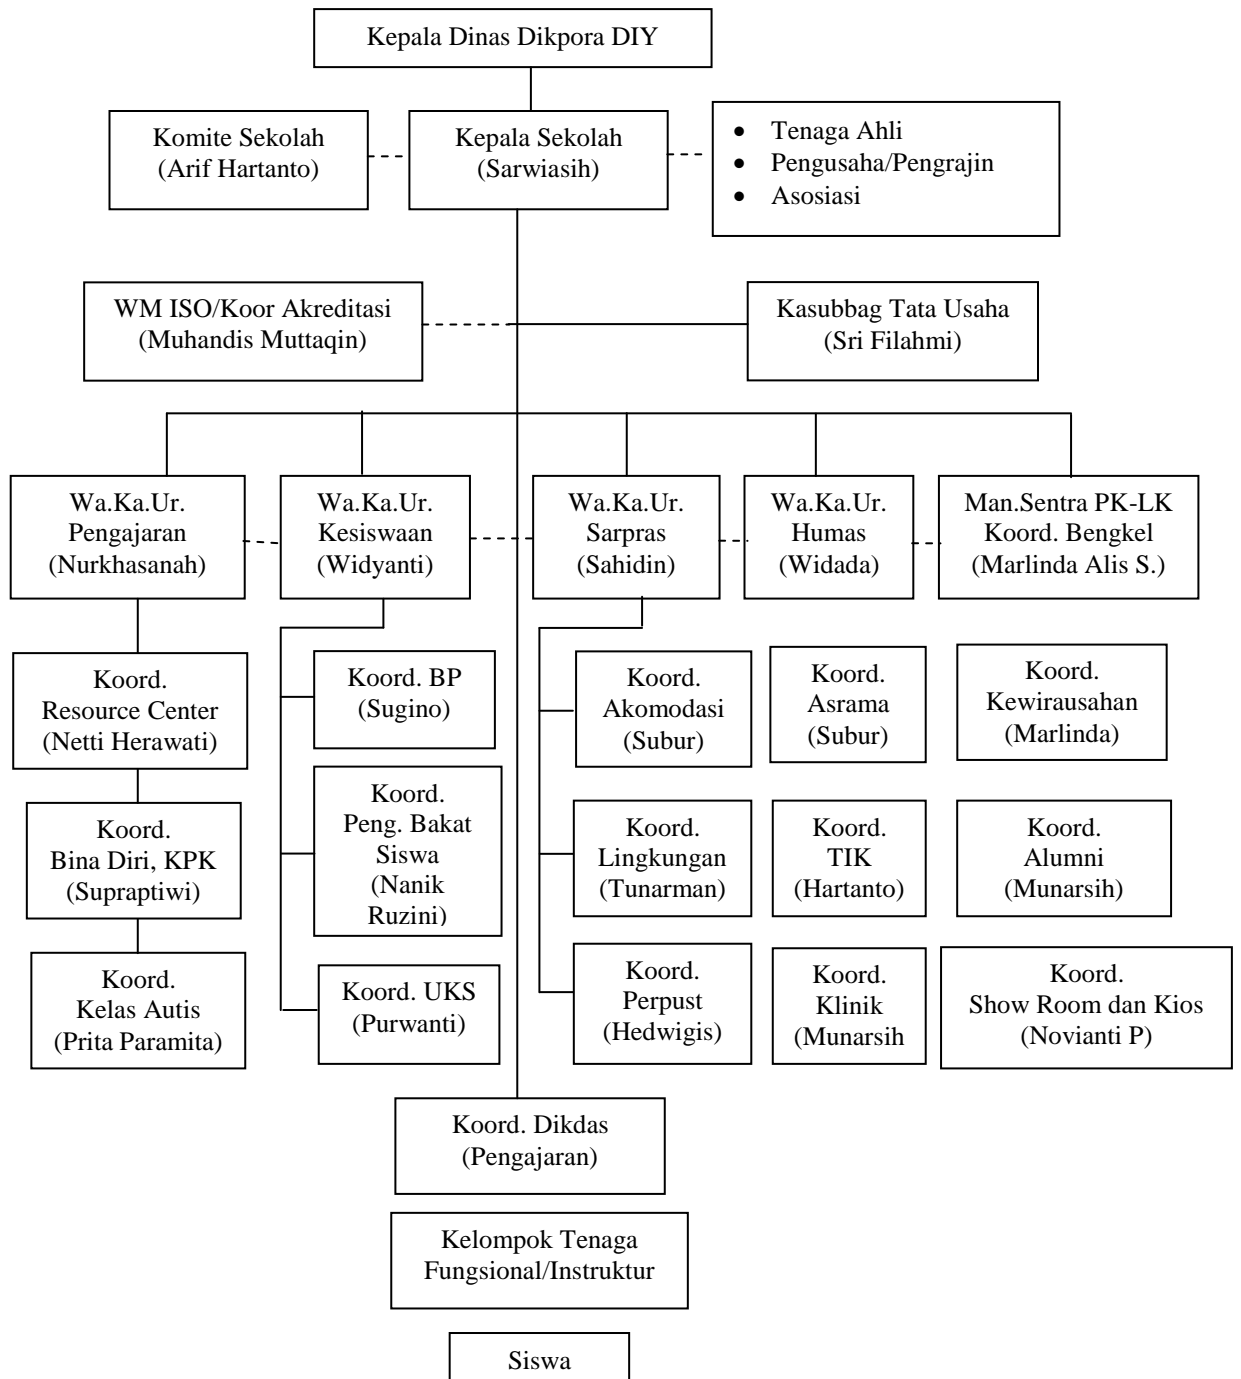 Kepala Dinas Dikpora DIY
Komite Sekolah
(Arif Hartanto)
Kepala Sekolah
(Sarwiasih)
• Tenaga Ahli
• Pengusaha/Pengrajin
• Asosiasi
WM ISO/Koor Akreditasi
(Muhandis Muttaqin)
Kasubbag Tata Usaha
(Sri Filahmi)
Wa.Ka.Ur.
Pengajaran
(Nurkhasanah)
Wa.Ka.Ur.
Kesiswaan
(Widyanti)
Wa.Ka.Ur.
Sarpras
(Sahidin)
Wa.Ka.Ur.
Humas
(Widada)
Man.Sentra PK-LK
Koord. Bengkel
(Marlinda Alis S.)
Koord.
Resource Center
(Netti Herawati)
Koord. BP
(Sugino)
Koord.
Akomodasi
(Subur)
Koord.
Asrama
(Subur)
Koord.
Kewirausahan
(Marlinda)
Koord.
Bina Diri, KPK
(Supraptiwi)
Koord.
Peng. Bakat
Siswa
(Nanik
Ruzini)
Koord.
Lingkungan
(Tunarman)
Koord.
TIK
(Hartanto)
Koord.
Alumni
(Munarsih)
Koord.
Kelas Autis
(Prita Paramita)
Koord. UKS
(Purwanti)
Koord.
Perpust
(Hedwigis)
Koord.
Klinik
(Munarsih
Koord.
Show Room dan Kios
(Novianti P)
Koord. Dikdas
(Pengajaran)
Kelompok Tenaga
Fungsional/Instruktur
Siswa